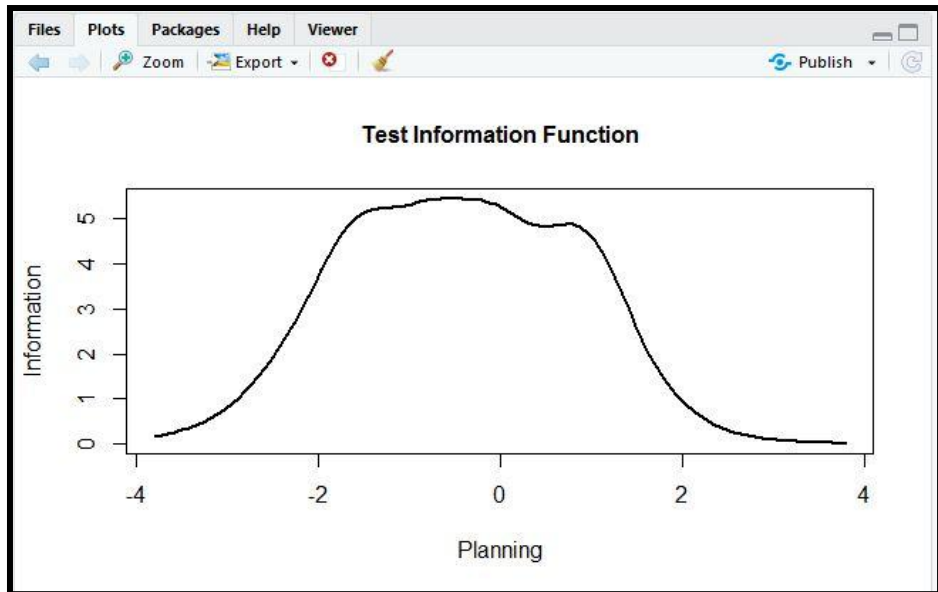 Files Plots Packages Help Viewer
Zoom Export Publish
Test Information Function
Information
5
4
3
2
1
0
-4 -2 0 2 4
Planning